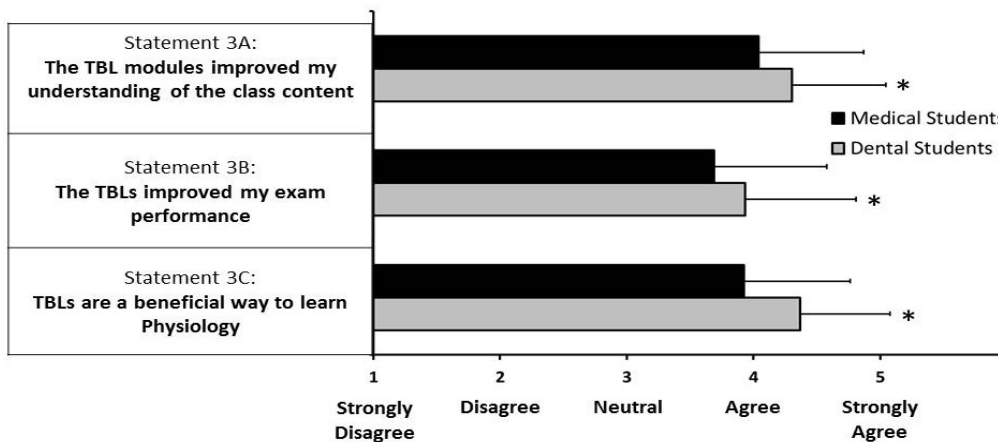 Statement 3A:
The TBL modules improved my
understanding of the class content
Medical Students
Dental Students
Statement 3B:
The TBLs improved my exam
performance
Statement 3C:
TBLs are a beneficial way to learn
Physiology
*
*
*
1 2 3 4 5
Strongly Disagree Neutral Agree Strongly
Disagree Agree